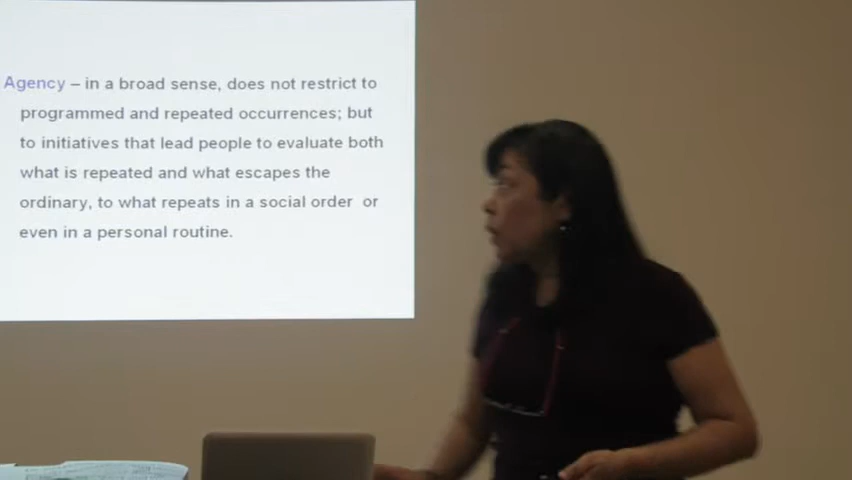 Agency – in a broad sense, does not restrict to
programmed and repeated occurrences; but
to initiatives that lead people to evaluate both
what is repeated and what escapes the
ordinary, to what repeats in a social order or
even in a personal routine.